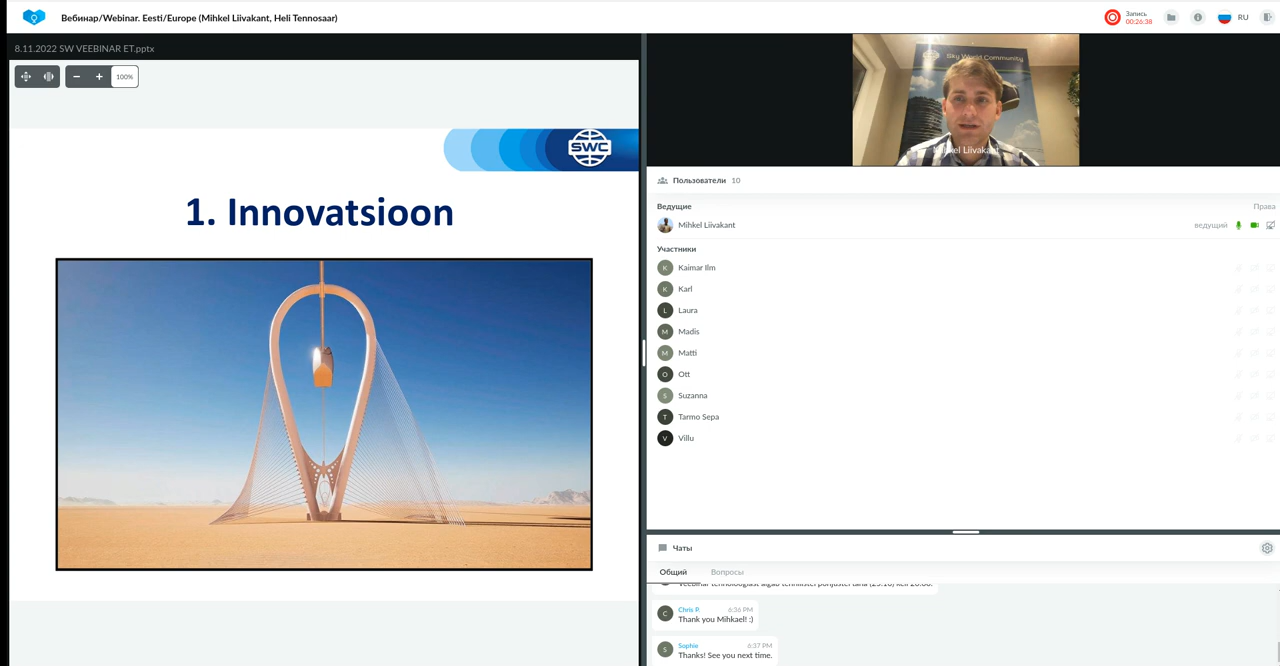 Вебинар/Webinar. Eesti/Europe (Mihkel Liivakant, Heli Tennosaar)
Запись
00:26:38
RU
8.11.2022 SW VEEBINAR ET.pptx
100%
SWC
1. Innovatsioon
Sky World Community
Mihkel Liivakant
Пользователи 10
Ведущие
Права
Mihkel Liivakant
ведущий
Участники
K Kaimar Ilm
K Karl
L Laura
M Madis
M Matti
O Ott
S Suzanna
T Tarmo Sepa
V Villu
Чаты
Общий
Вопросы
C Chris P. 6:36 PM
Thank you Mihkael! :)
S Sophie 6:37 PM
Thanks! See you next time.